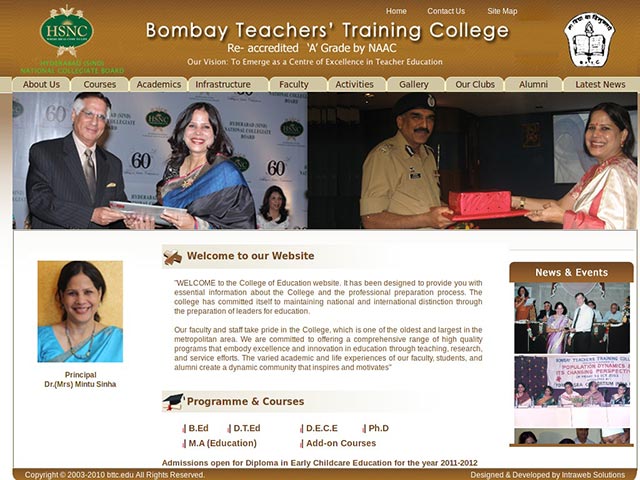 Home Contact Us Site Map
HSNC
Bombay Teachers' Training College
Re- accredited 'A' Grade by NAAC
HYDERABAD (SIND)
NATIONAL COLLEGIATE BOARD
Our Vision: To Emerge as a Centre of Excellence in Teacher Education
B.T.T.C
About Us Courses Academics Infrastructure Faculty Activities Gallery Our Clubs Alumni Latest News
HSNC
60
HYDERABAD (SIND)
NATIONAL COLLEGIATE
BOARD
Welcome to our Website
"WELCOME to the College of Education website. It has been designed to provide you with
essential information about the College and the professional preparation process. The
college has committed itself to maintaining national and international distinction through
the preparation of leaders for education.
Our faculty and staff take pride in the College, which is one of the oldest and largest in the
metropolitan area. We are committed to offering a comprehensive range of high quality
programs that embody excellence and innovation in education through teaching, research,
and service efforts. The varied academic and life experiences of our faculty, students, and
alumni create a dynamic community that inspires and motivates"
Principal
Dr.(Mrs) Mintu Sinha
News & Events
BOMBAY TEACHERS TRAINING COLLEGE
POPULATION DYNAMICS &
ITS CHANGING PERSPECTIV
Programme & Courses
B.Ed D.T.Ed D.E.C.E Ph.D
M.A (Education) Add-on Courses
Admissions open for Diploma in Early Childcare Education for the year 2011-2012
Copyright © 2003-2010 bttc.edu All Rights Reserved. Designed & Developed by Intraweb Solutions